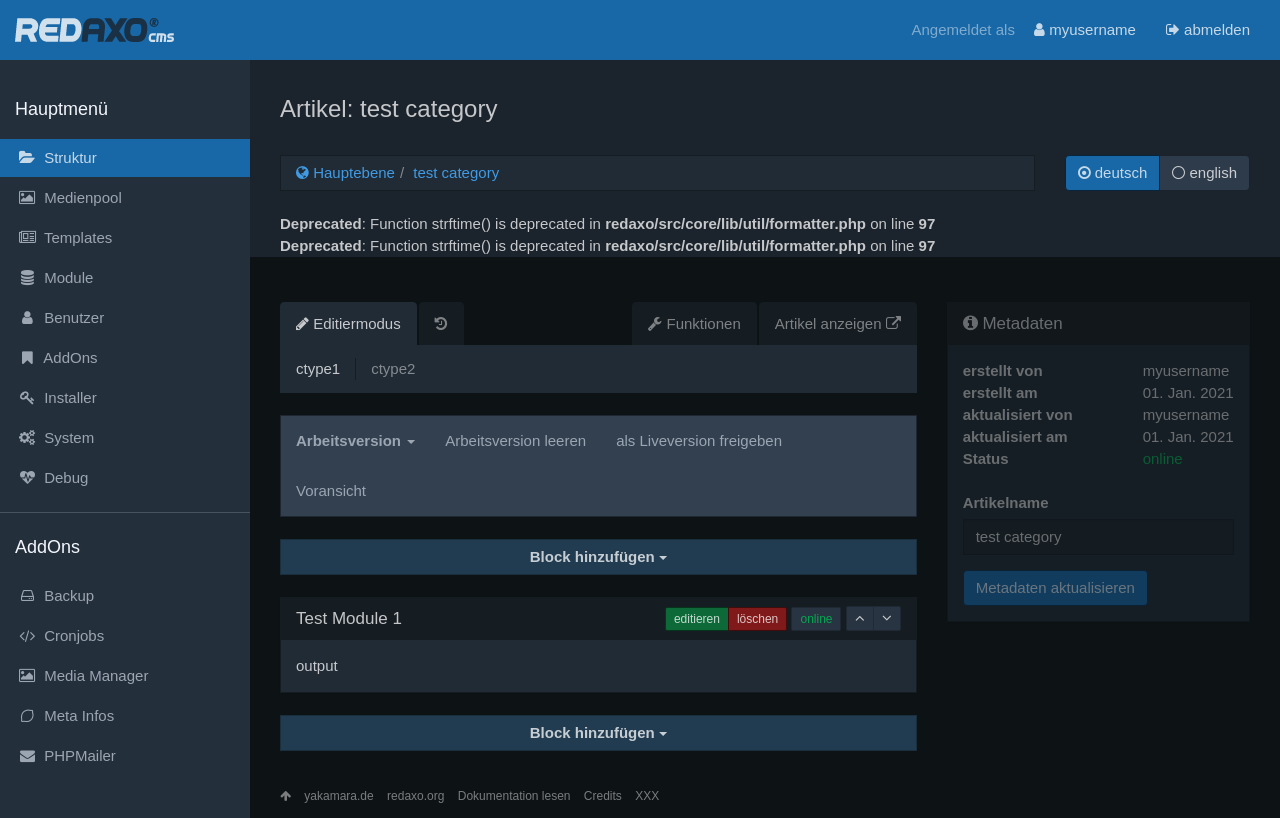 REDAXO® cms
Angemeldet als myusername abmelden
Hauptmenü
Struktur
Medienpool
Templates
Module
Benutzer
AddOns
Installer
System
Debug
AddOns
Backup
Cronjobs
Media Manager
Meta Infos
PHPMailer
Artikel: test category
Hauptebene / test category
deutsch english
Deprecated: Function strftime() is deprecated in redaxo/src/core/lib/util/formatter.php on line 97
Deprecated: Function strftime() is deprecated in redaxo/src/core/lib/util/formatter.php on line 97
Editiermodus Funktionen Artikel anzeigen
ctype1 ctype2
Arbeitsversion Arbeitsversion leeren als Liveversion freigeben
Voransicht
Block hinzufügen
Test Module 1 editieren löschen online
output
Block hinzufügen
Metadaten
erstellt von myusername
erstellt am 01. Jan. 2021
aktualisiert von myusername
aktualisiert am 01. Jan. 2021
Status online
Artikelname
test category
Metadaten aktualisieren
yakamara.de redaxo.org Dokumentation lesen Credits XXX